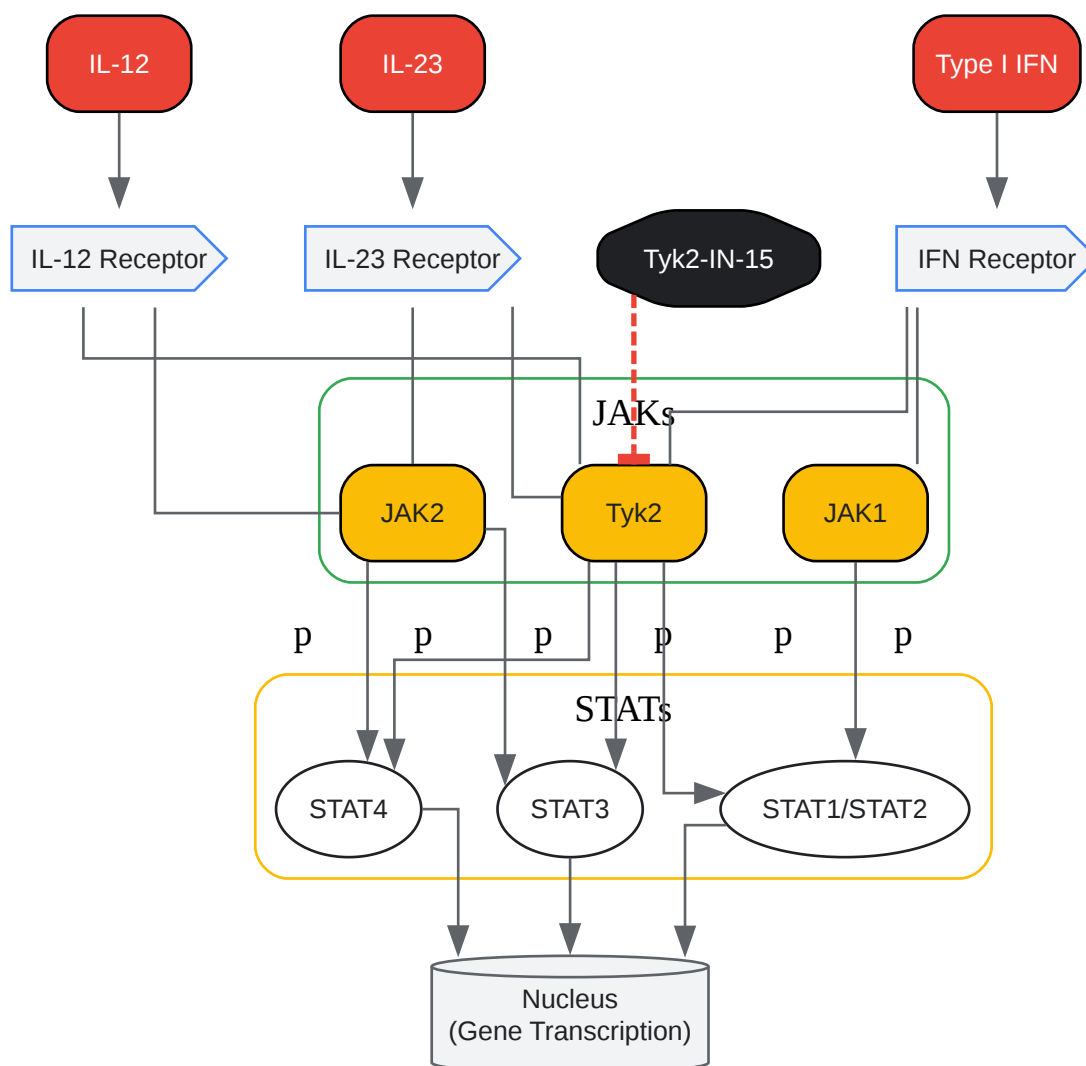 IL-12
IL-23
Type I IFN
IL-12 Receptor
IL-23 Receptor
Tyk2-IN-15
IFN Receptor
JAKs
JAK2
Tyk2
JAK1
p
p
p
p
p
p
STATs
STAT4
STAT3
STAT1/STAT2
Nucleus
(Gene Transcription)